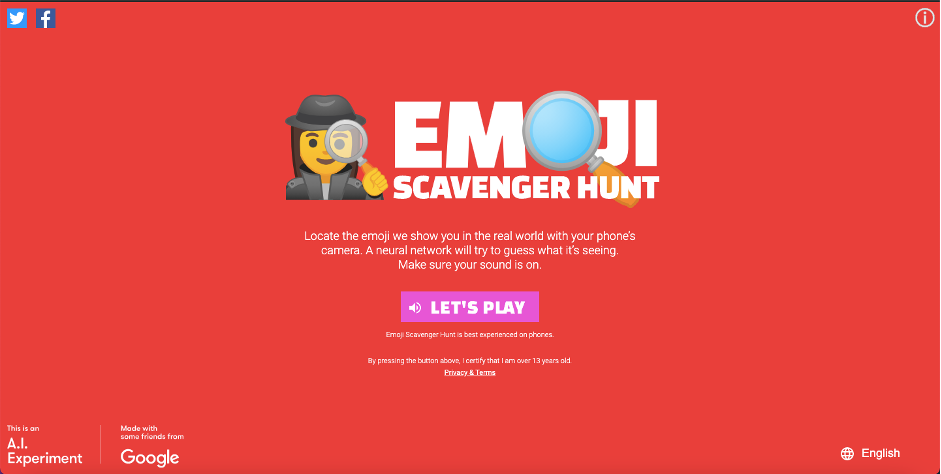 EMOJI
SCAVENGER HUNT
Locate the emoji we show you in the real world with your phone's
camera. A neural network will try to guess what it's seeing.
Make sure your sound is on.
LET'S PLAY
Emoji Scavenger Hunt is best experienced on phones.
By pressing the button above, I certify that I am over 13 years old.
Privacy & Terms
This is an
A.I.
Experiment
Made with
some friends from
Google
English